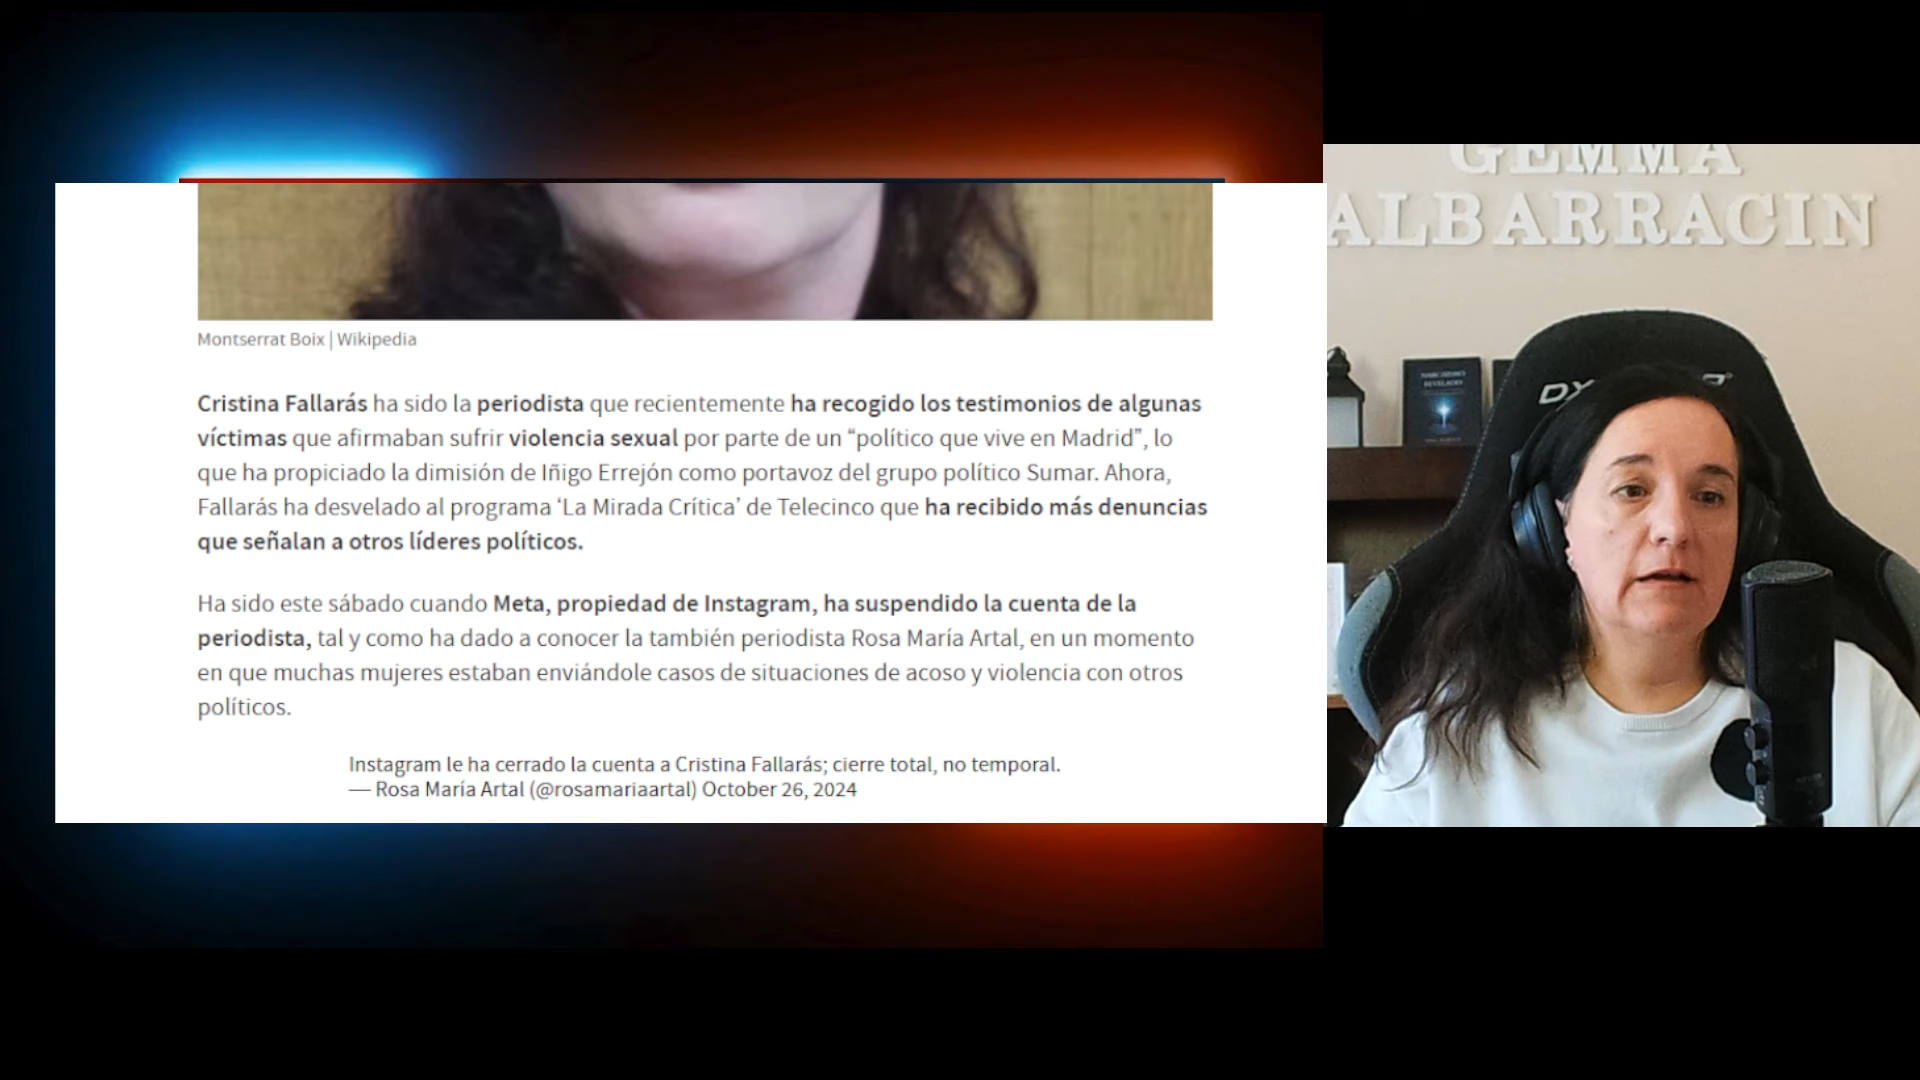 GEMMA
ALBARRACIN
Montserrat Boix | Wikipedia
Cristina Fallarás ha sido la periodista que recientemente ha recogido los testimonios de algunas
víctimas que afirmaban sufrir violencia sexual por parte de un “político que vive en Madrid”, lo
que ha propiciado la dimisión de Iñigo Errejón como portavoz del grupo político Sumar. Ahora,
Fallarás ha desvelado al programa ‘La Mirada Crítica’ de Telecinco que ha recibido más denuncias
que señalan a otros líderes políticos.
Ha sido este sábado cuando Meta, propiedad de Instagram, ha suspendido la cuenta de la
periodista, tal y como ha dado a conocer la también periodista Rosa María Artal, en un momento
en que muchas mujeres estaban enviándole casos de situaciones de acoso y violencia con otros
políticos.
Instagram le ha cerrado la cuenta a Cristina Fallarás; cierre total, no temporal.
— Rosa María Artal (@rosamariaartal) October 26, 2024